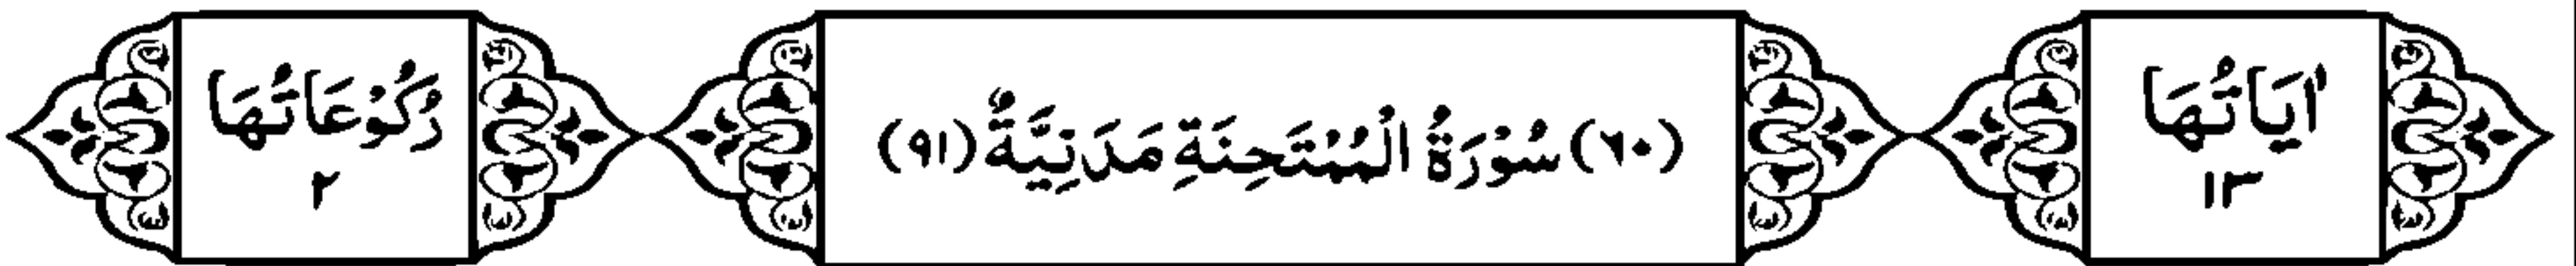 اٰيَاتُهَا
١٣
(٦٠) سُوْرَةُ الْمُمْتَحِنَةِ مَدَنِيَّةٌ (٩١)
رُكُوْعَاتُهَا
٢